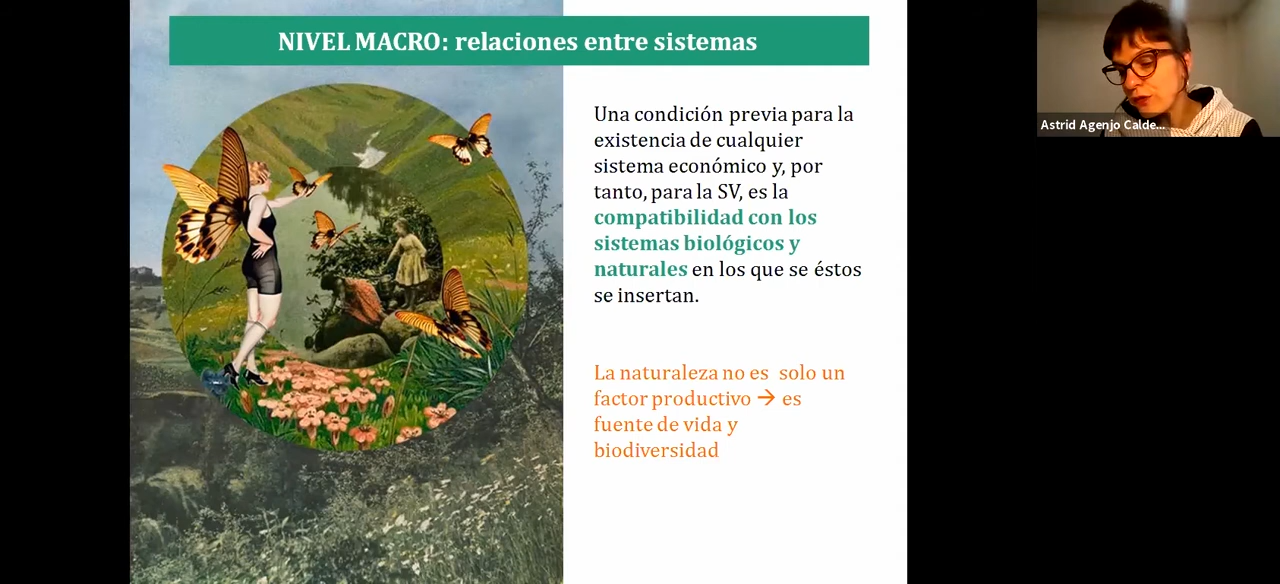 NIVEL MACRO: relaciones entre sistemas
Una condición previa para la
existencia de cualquier
sistema económico y, por
tanto, para la SV, es la
compatibilidad con los
sistemas biológicos y
naturales en los que se éstos
se insertan.
La naturaleza no es solo un
factor productivo → es
fuente de vida y
biodiversidad
Astrid Agenjo Calde...